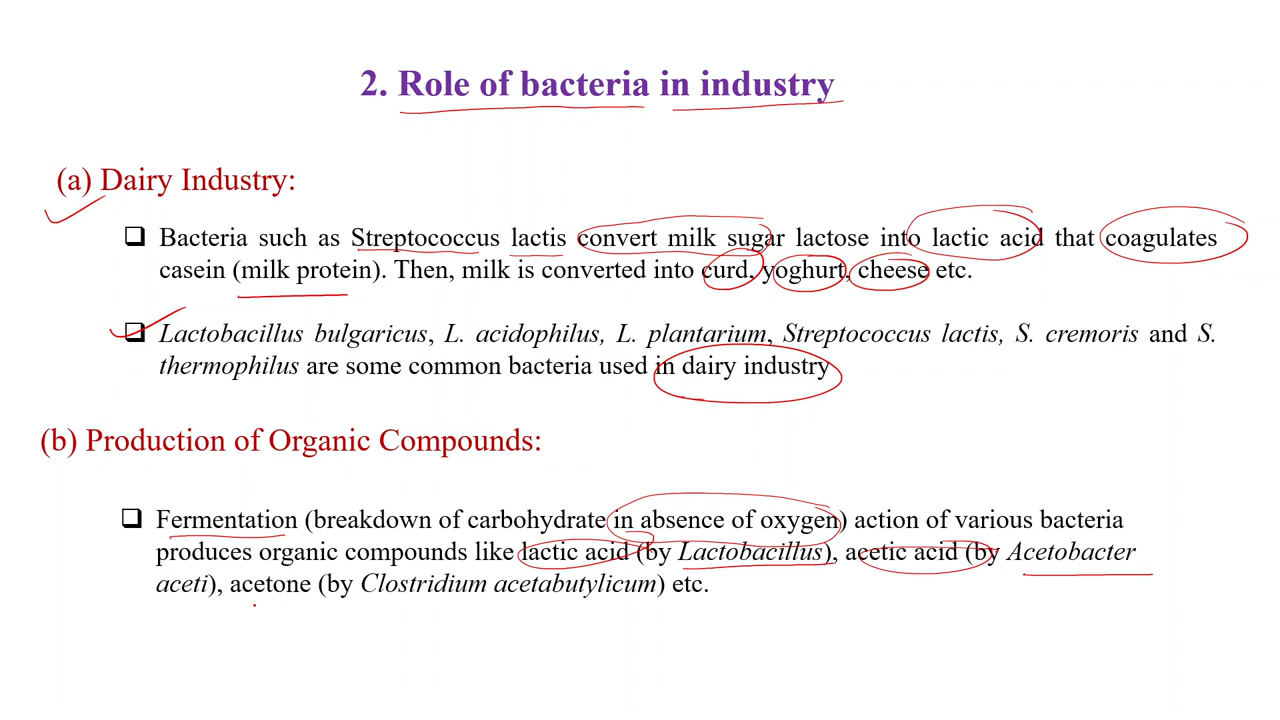 2. Role of bacteria in industry
(a) Dairy Industry:
❑ Bacteria such as Streptococcus lactis convert milk sugar lactose into lactic acid that coagulates
casein (milk protein). Then, milk is converted into curd, yoghurt, cheese etc.
❑ Lactobacillus bulgaricus, L. acidophilus, L. plantarium, Streptococcus lactis, S. cremoris and S.
thermophilus are some common bacteria used in dairy industry
(b) Production of Organic Compounds:
❑ Fermentation (breakdown of carbohydrate in absence of oxygen) action of various bacteria
produces organic compounds like lactic acid (by Lactobacillus), acetic acid (by Acetobacter
aceti), acetone (by Clostridium acetabutylicum) etc.